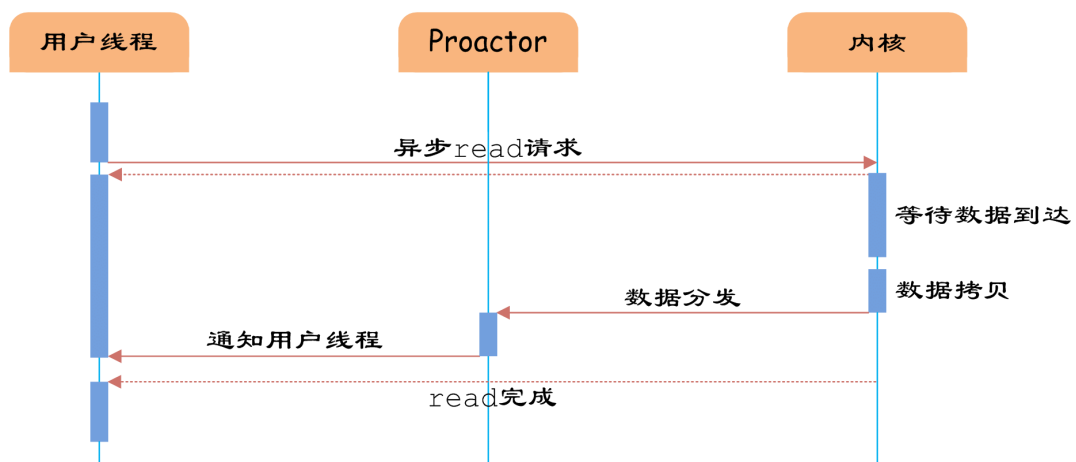 用户线程
Proactor
内核
异步read请求
等待数据到达
数据拷贝
数据分发
通知用户线程
read完成